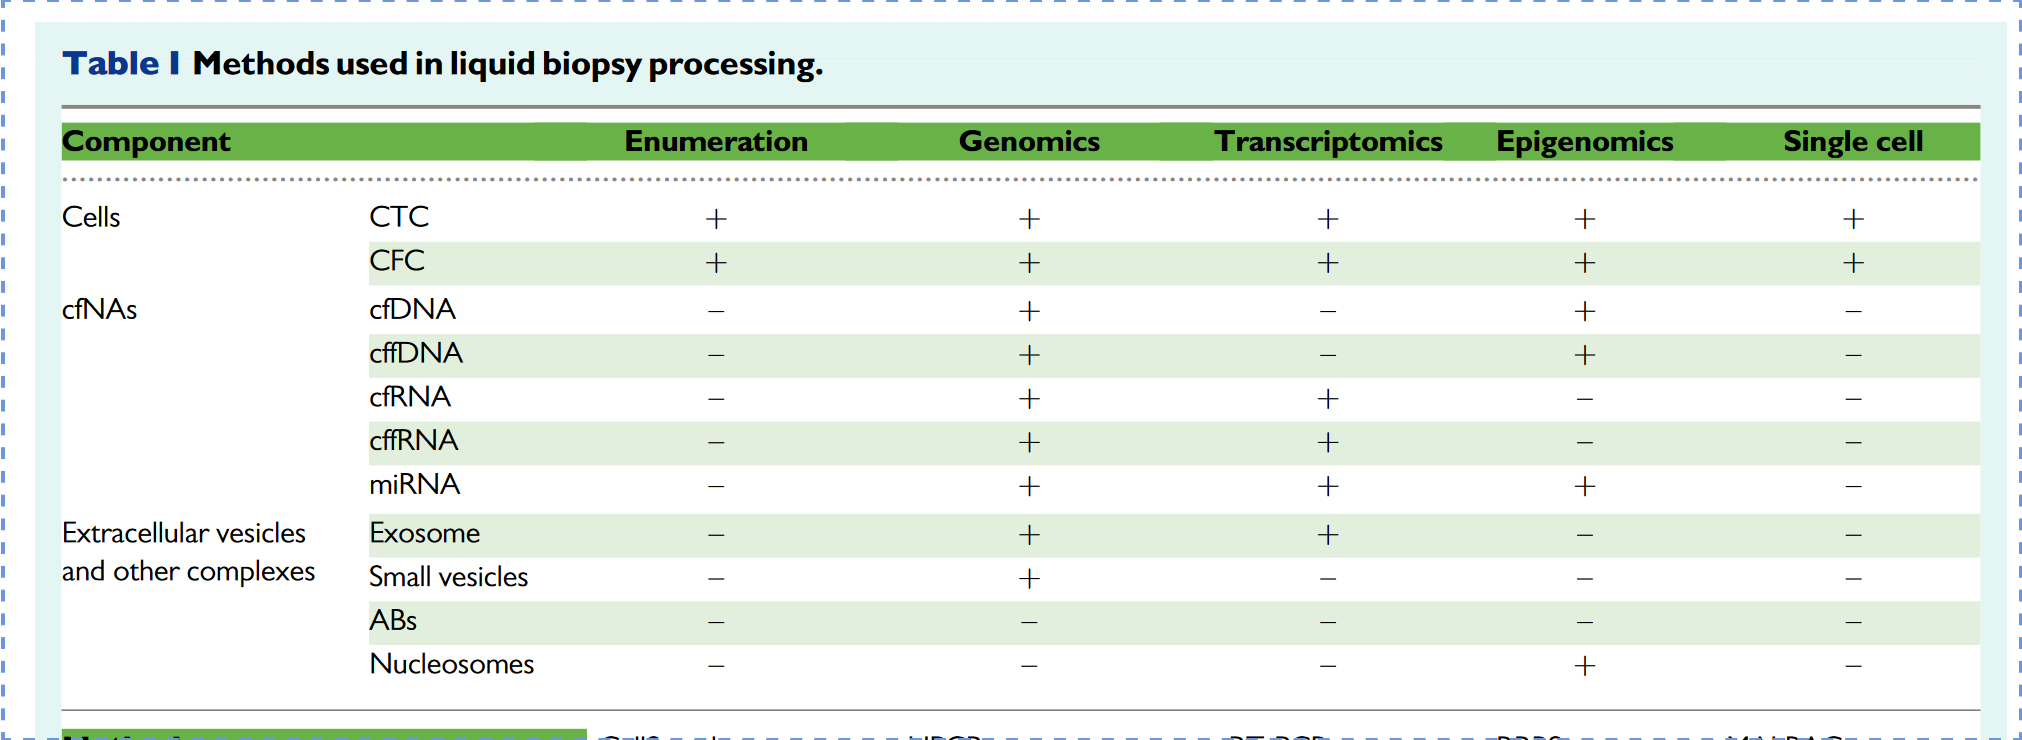 Table 1 Methods used in liquid biopsy processing.
Component Enumeration Genomics Transcriptomics Epigenomics Single cell
Cells CTC + + + + +
CFC + + + + +
cfNAs cfDNA – + – + –
cffDNA – + – + –
cfRNA – + + – –
cffRNA – + + – –
miRNA – + + + –
Extracellular vesicles Exosome – + + – –
and other complexes Small vesicles – + – – –
ABs – – – – –
Nucleosomes – – – + –